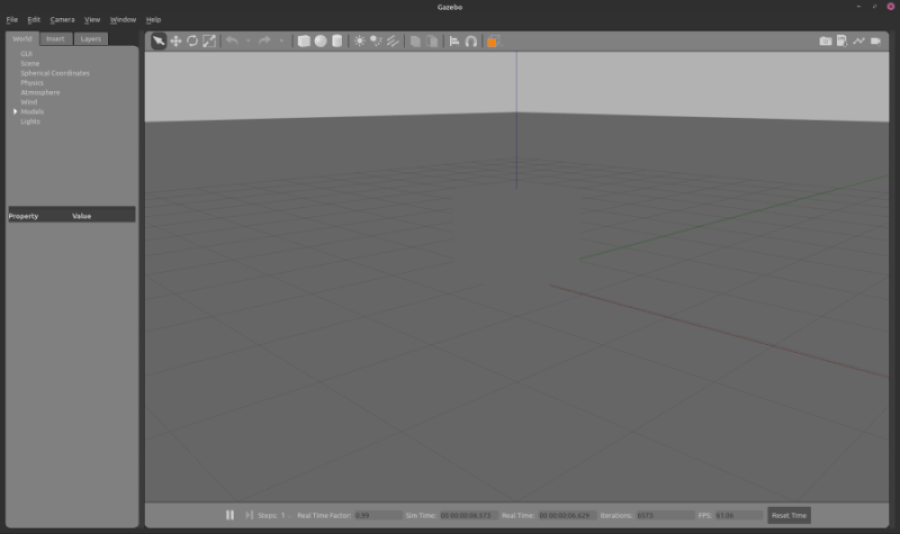 Gazebo
File Edit Camera View Window Help
World Insert Layers
GUI
Scene
Spherical Coordinates
Physics
Atmosphere
Wind
Models
Lights
Property Value
Steps: 1 Real Time Factor: 0.99 Sim Time: 00 00:00:06.573 Real Time: 00 00:00:06.629 Iterations: 6573 FPS: 61.06 Reset Time